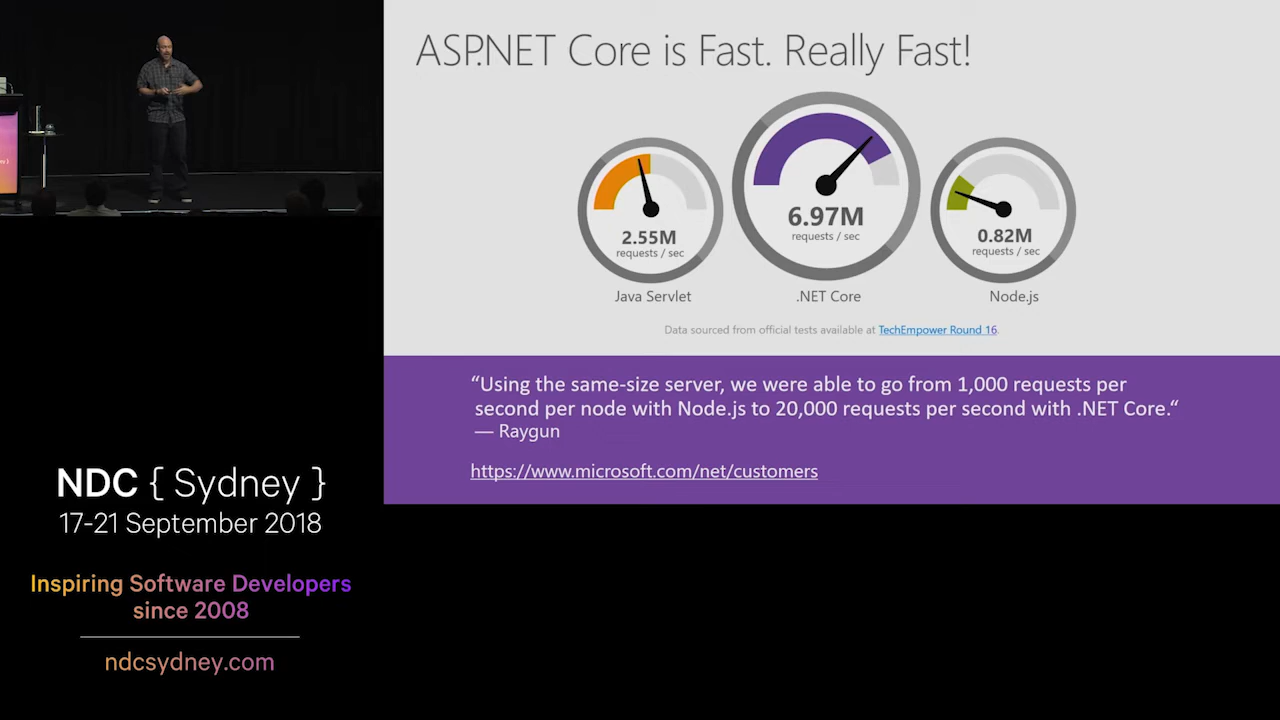 ASP.NET Core is Fast. Really Fast!
2.55M
requests / sec
Java Servlet
6.97M
requests / sec
.NET Core
0.82M
requests / sec
Node.js
Data sourced from official tests available at TechEmpower Round 16.
“Using the same-size server, we were able to go from 1,000 requests per
second per node with Node.js to 20,000 requests per second with .NET Core.“
— Raygun
https://www.microsoft.com/net/customers
NDC { Sydney }
17-21 September 2018
Inspiring Software Developers
since 2008
ndcsydney.com